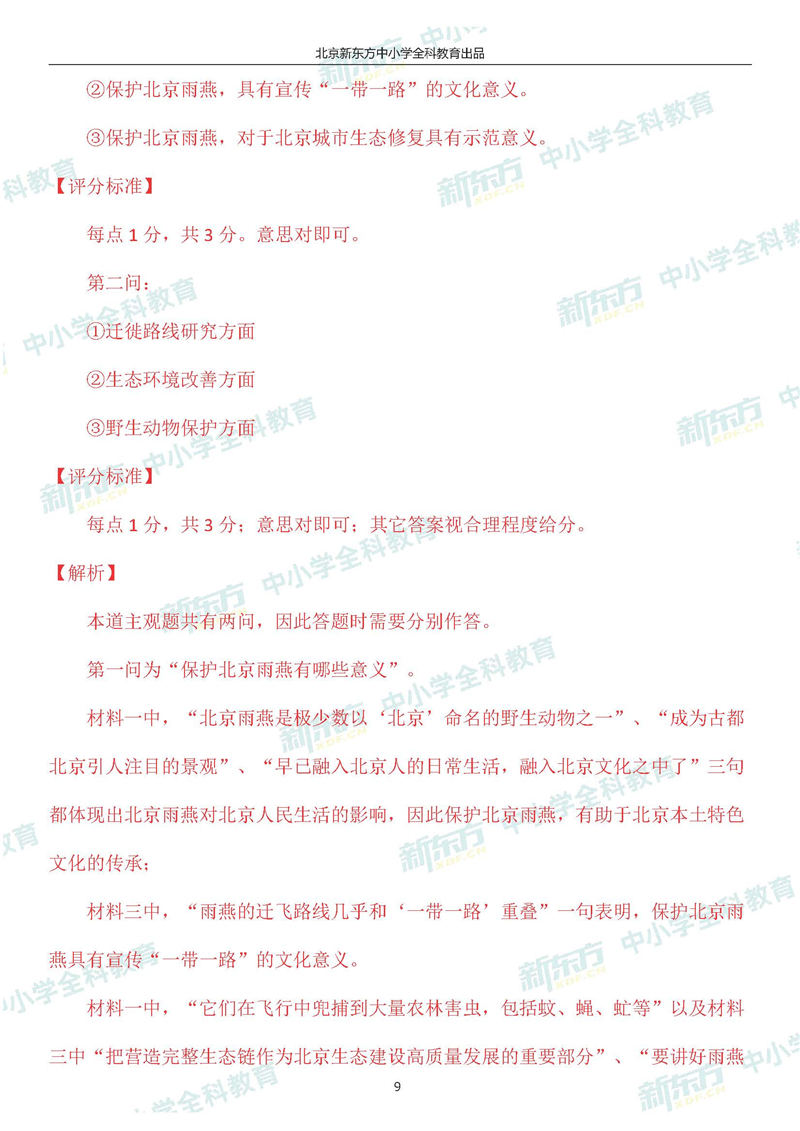 北京新东方中小学全科教育出品
②保护北京雨燕，具有宣传“一带一路”的文化意义。
③保护北京雨燕，对于北京城市生态修复具有示范意义。
【评分标准】
每点 1 分，共 3 分。意思对即可。
第二问：
①迁徙路线研究方面
②生态环境改善方面
③野生动物保护方面
【评分标准】
每点 1 分，共 3 分；意思对即可；其它答案视合理程度给分。
【解析】
本道主观题共有两问，因此答题时需要分别作答。
第一问为“保护北京雨燕有哪些意义”。
材料一中，“北京雨燕是极少数以‘北京’命名的野生动物之一”、“成为古都
北京引人注目的景观”、“早已融入北京人的日常生活，融入北京文化之中了”三句
都体现出北京雨燕对北京人民生活的影响，因此保护北京雨燕，有助于北京本土特色
文化的传承；
材料三中，“雨燕的迁飞路线几乎和‘一带一路’重叠”一句表明，保护北京雨
燕具有宣传“一带一路”的文化意义。
材料一中，“它们在飞行中兜捕到大量农林害虫，包括蚊、蝇、虻等”以及材料
三中“把营造完整生态链作为北京生态建设高质量发展的重要部分”、“要讲好雨燕
9
新东方 XDF.CN 中小学全科教育